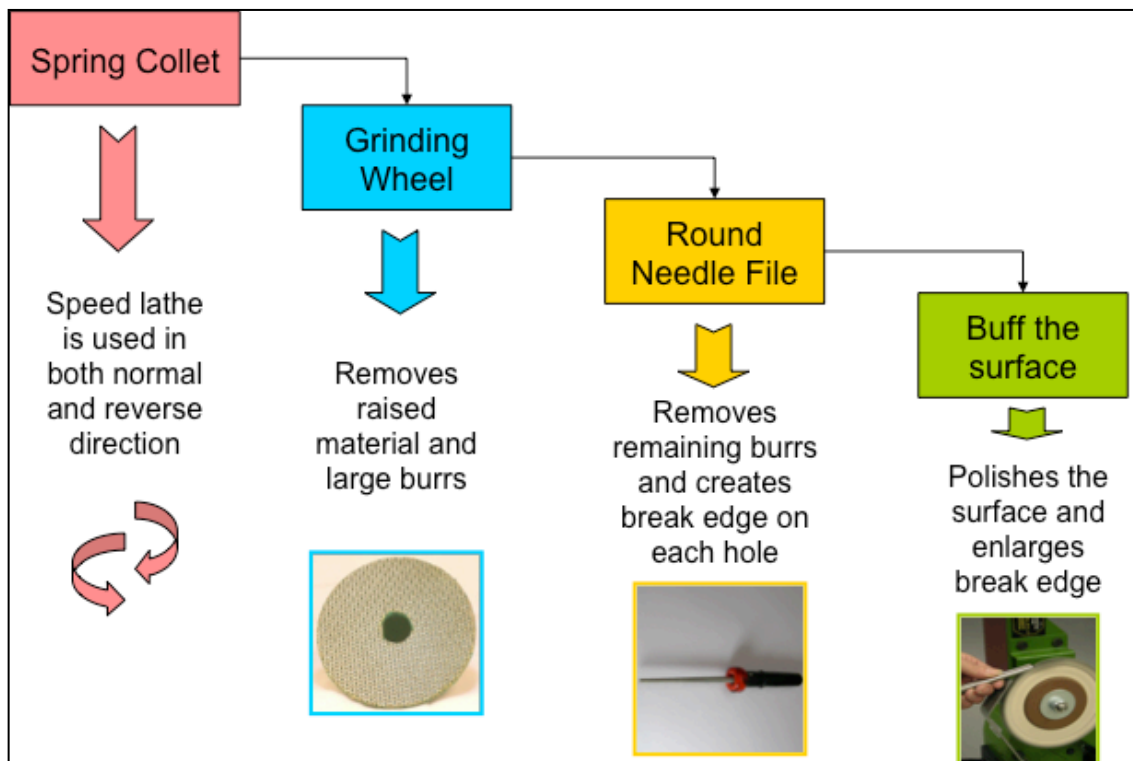 Spring Collet
Grinding
Wheel
Round
Needle File
Buff the
surface
Speed lathe
is used in
both normal
and reverse
direction
Removes
raised
material and
large burrs
Removes
remaining burrs
and creates
break edge on
each hole
Polishes the
surface and
enlarges
break edge